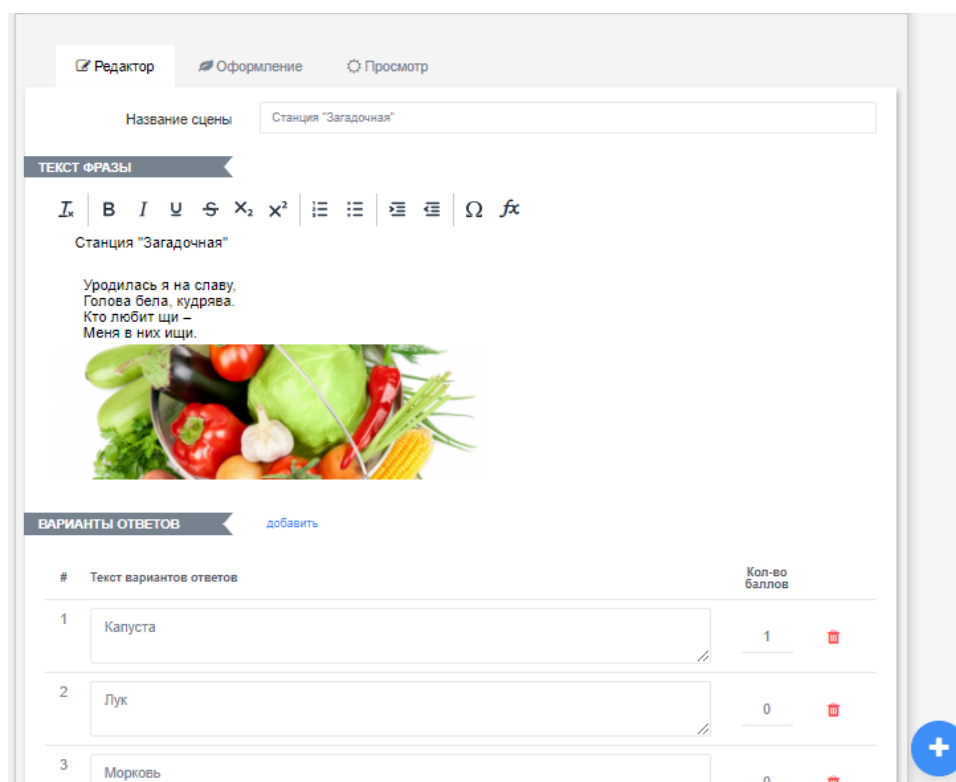 Редактор Оформление Просмотр
Название сцены Станция "Загадочная"
ТЕКСТ ФРАЗЫ
Станция "Загадочная"
Уродилась я на славу,
Голова бела, кудрява.
Кто любит щи –
Меня в них ищи.
ВАРИАНТЫ ОТВЕТОВ добавить
# Текст вариантов ответов Кол-во баллов
1 Капуста 1
2 Лук 0
3 Морковь 0